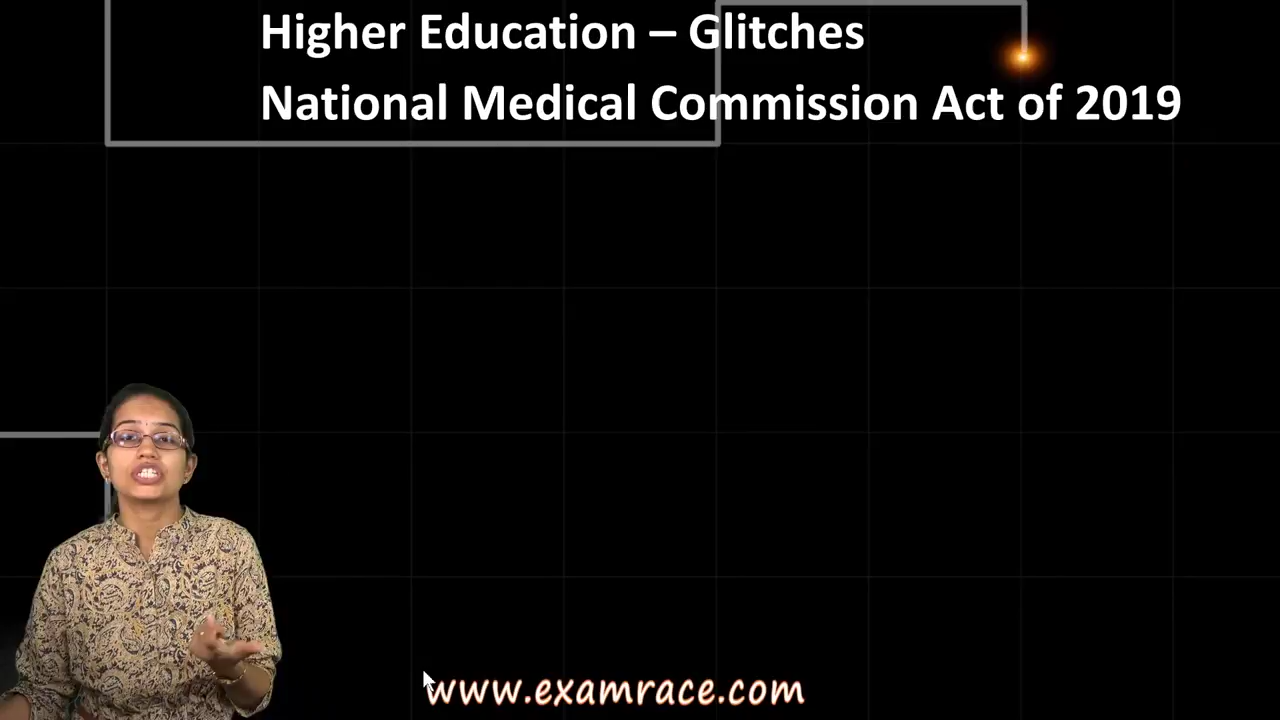 Higher Education – Glitches
National Medical Commission Act of 2019
www.examrace.com